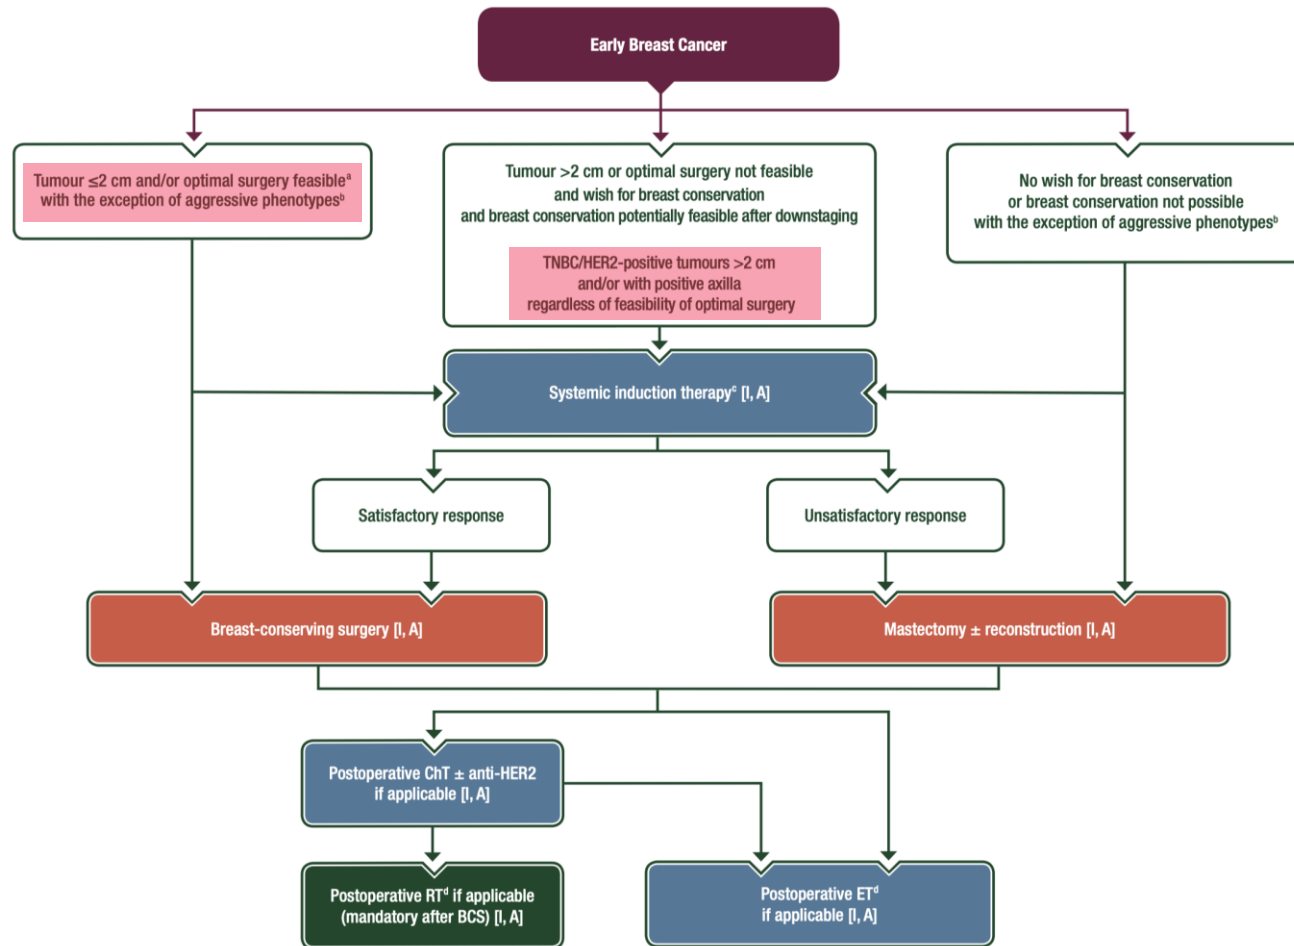 Early Breast Cancer
Tumour ≤2 cm and/or optimal surgery feasibleᵃ
with the exception of aggressive phenotypesᵇ
Tumour >2 cm or optimal surgery not feasible
and wish for breast conservation
and breast conservation potentially feasible after downstaging
TNBC/HER2-positive tumours >2 cm
and/or with positive axilla
regardless of feasibility of optimal surgery
No wish for breast conservation
or breast conservation not possible
with the exception of aggressive phenotypesᵇ
Systemic induction therapyᶜ [I, A]
Satisfactory response
Unsatisfactory response
Breast-conserving surgery [I, A]
Mastectomy ± reconstruction [I, A]
Postoperative ChT ± anti-HER2
if applicable [I, A]
Postoperative RTᵈ if applicable
(mandatory after BCS) [I, A]
Postoperative ETᵈ
if applicable [I, A]